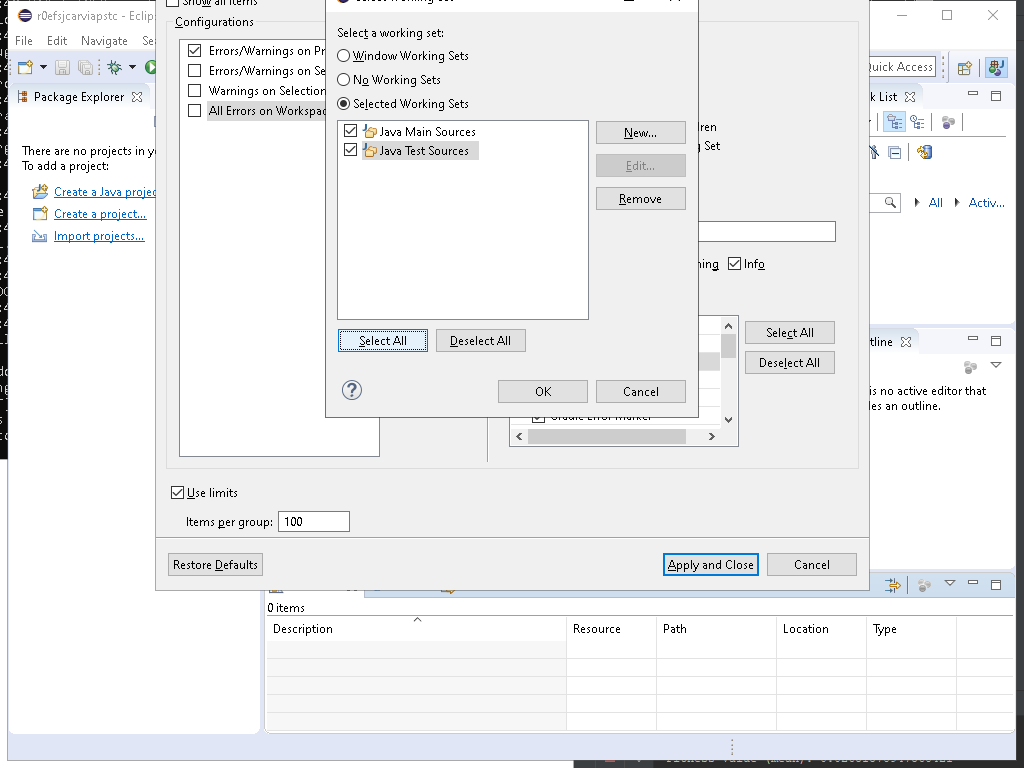 r0efsjcarviapstc - Eclip
File Edit Navigate Se
Quick Access
Package Explorer
There are no projects in y
To add a project:
Create a Java projec
Create a project...
Import projects...
Show all items
Configurations
Errors/Warnings on Pr
Errors/Warnings on Se
Warnings on Selection
All Errors on Workspac
Select a working set:
Window Working Sets
No Working Sets
Selected Working Sets
Java Main Sources
Java Test Sources
New...
Edit...
Remove
Select All
Deselect All
OK
Cancel
Set
Info
Select All
Deselect All
Use limits
Items per group: 100
Restore Defaults
Apply and Close
Cancel
k List
All
Activ...
tline
is no active editor that
les an outline.
0 items
Description
Resource
Path
Location
Type